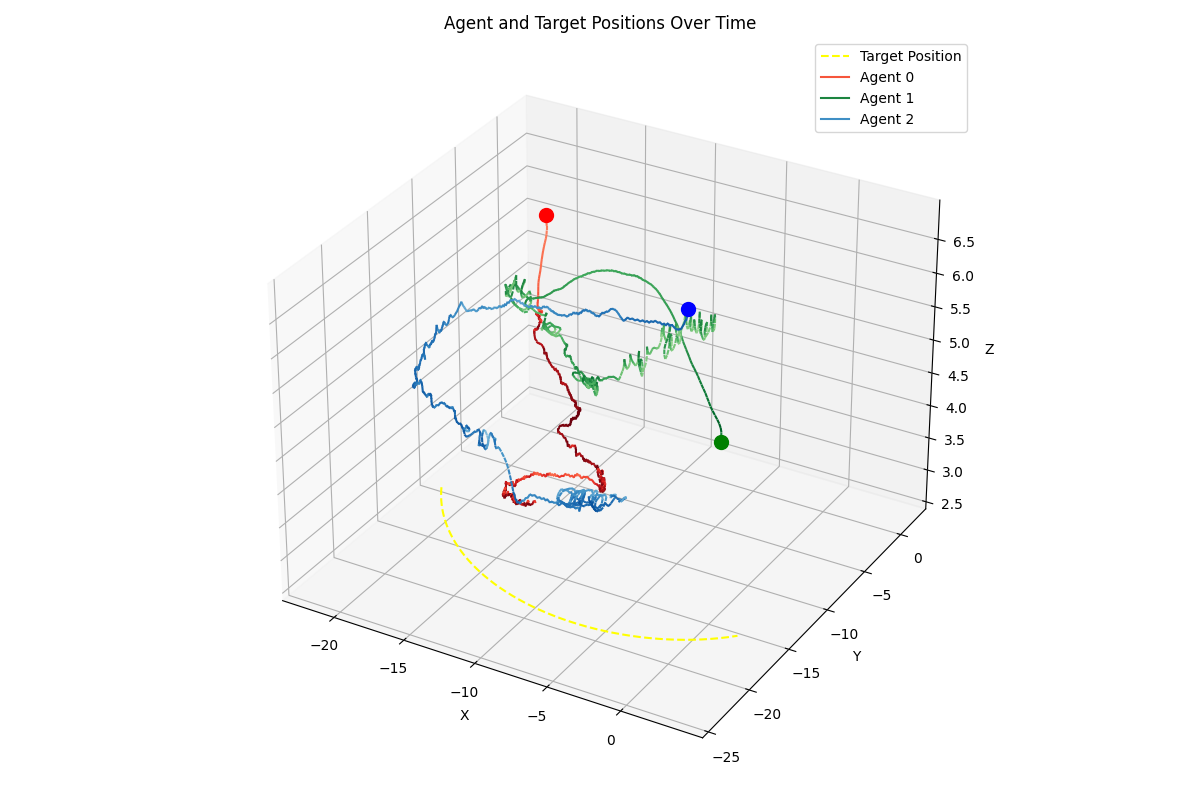 Agent and Target Positions Over Time
Target Position
Agent 0
Agent 1
Agent 2
6.5
6.0
5.5
5.0
4.5
4.0
3.5
3.0
2.5
Z
0
−5
−10
−15
−20
−25
Y
−20
−15
−10
−5
0
X